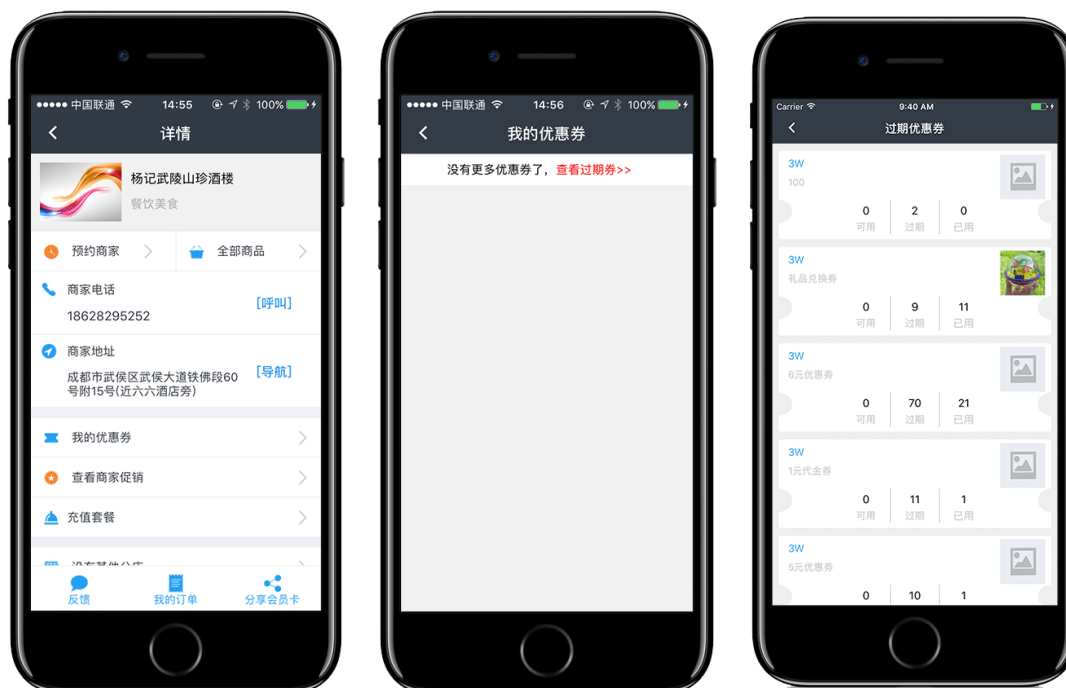 中国联通 14:55 100%
详情
杨记武陵山珍酒楼
餐饮美食
预约商家 全部商品
商家电话
18628295252 [呼叫]
商家地址
成都市武侯区武侯大道铁佛段60 [导航]
号附15号(近六六酒店旁)
我的优惠券
查看商家促销
充值套餐
没有其他分店
反馈 我的订单 分享会员卡
中国联通 14:56 100%
我的优惠券
没有更多优惠券了，查看过期券>>
Carrier 9:40 AM
过期优惠券
3W
100
0 2 0
可用 过期 已用
3W
礼品兑换券
0 9 11
可用 过期 已用
3W
6元优惠券
0 70 21
可用 过期 已用
3W
1元代金券
0 11 1
可用 过期 已用
3W
5元优惠券
0 10 1